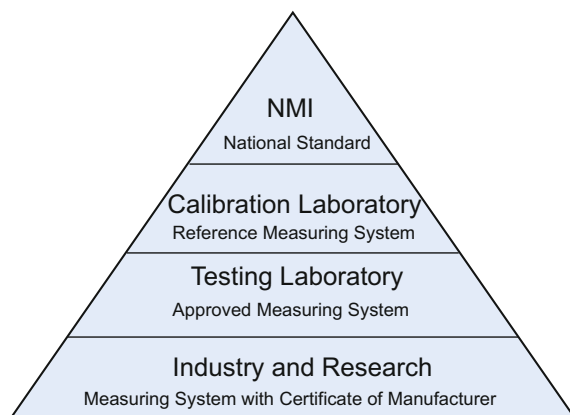 NMI
National Standard
Calibration Laboratory
Reference Measuring System
Testing Laboratory
Approved Measuring System
Industry and Research
Measuring System with Certificate of Manufacturer